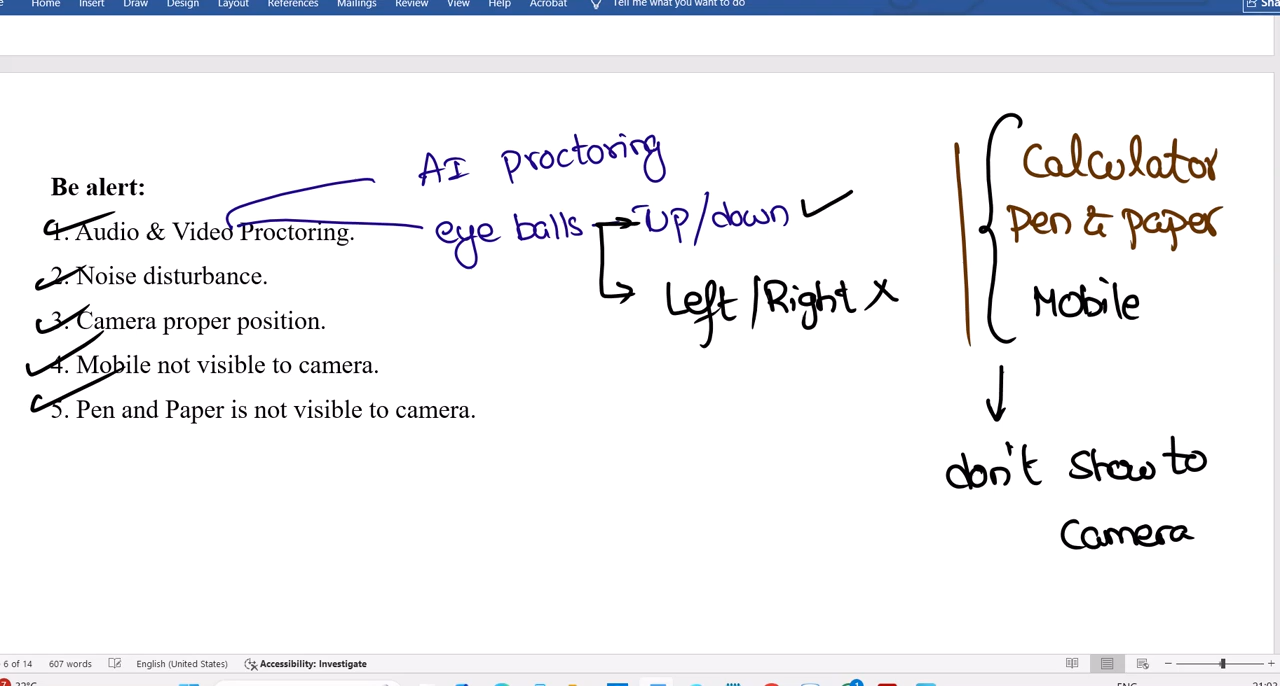 Home Insert Draw Design Layout References Mailings Review View Help Acrobat Tell me what you want to do Sha
Be alert:
1. Audio & Video Proctoring.
2. Noise disturbance.
3. Camera proper position.
4. Mobile not visible to camera.
5. Pen and Paper is not visible to camera.
AI proctoring
eye balls → Up/down ✓
Left/Right X
Calculator
Pen & paper
Mobile
don't show to
camera
6 of 14 607 words English (United States) Accessibility: Investigate